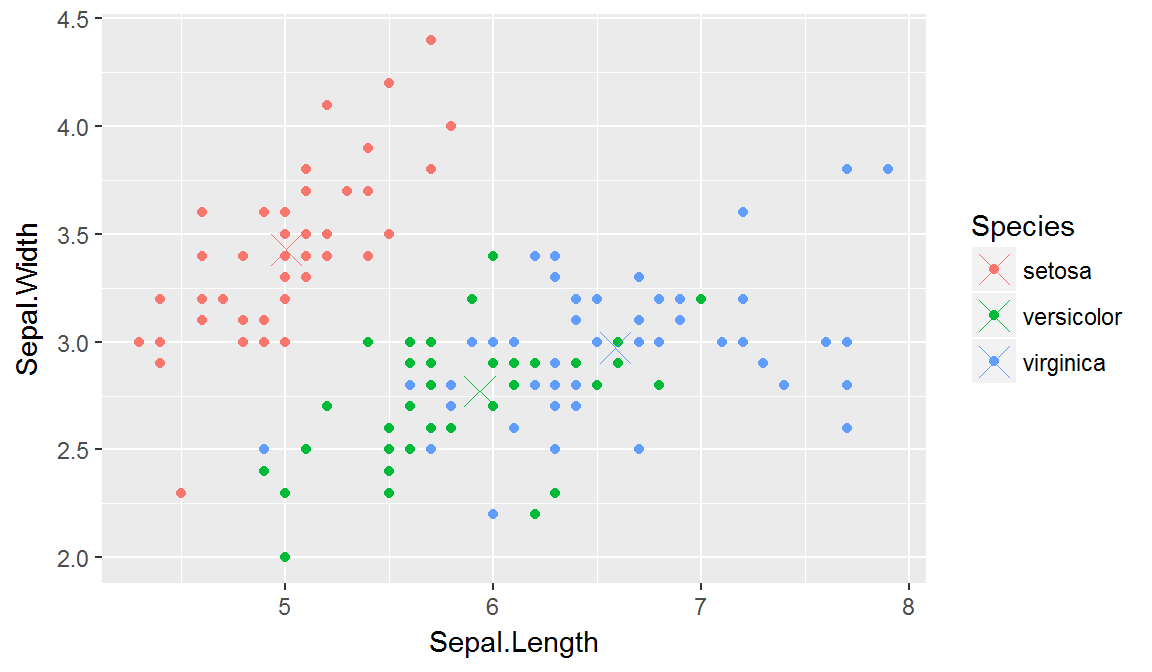 4.5
4.0
3.5
3.0
2.5
2.0
Sepal.Width
5 6 7 8
Sepal.Length
Species
setosa
versicolor
virginica